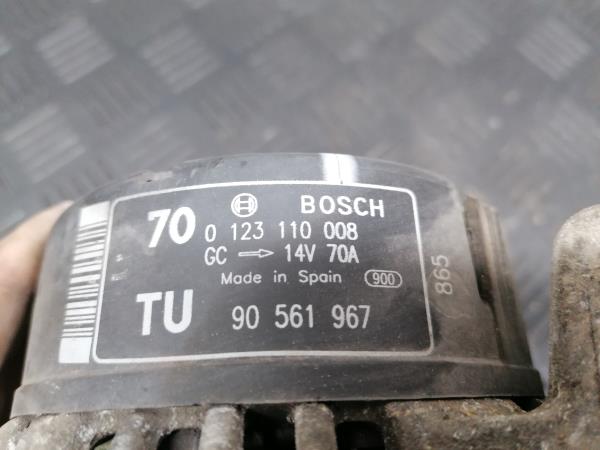 70 BOSCH
0 123 110 008
GC → 14V 70A
Made in Spain 900
TU 90 561 967
865